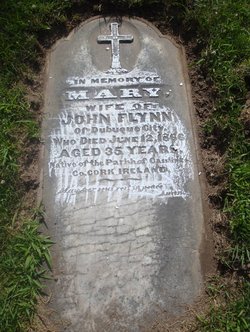 IN MEMORY OF
MARY
WIFE OF
JOHN FLYNN
OF DUBUQUE CITY
WHO DIED JUNE 12,
AGED 35 YEARS
Native of the Parish of
CO. CORK IRELAND